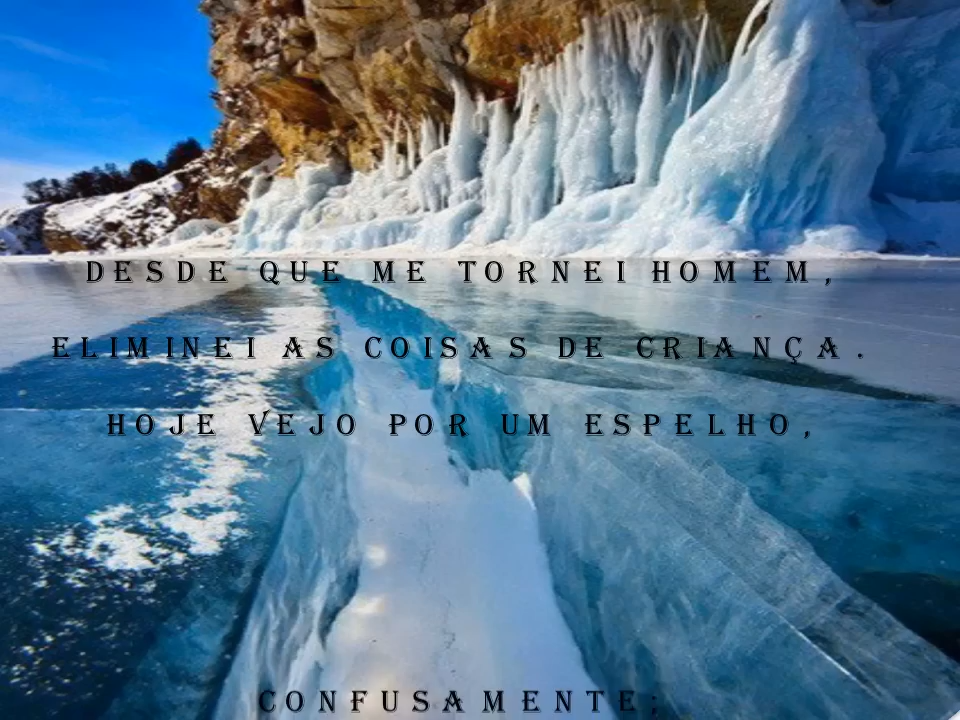 DESDE QUE ME TORNEI HOMEM,
ELIMINEI AS COISAS DE CRIANÇA.
HOJE VEJO POR UM ESPELHO,
CONFUSAMENTE;